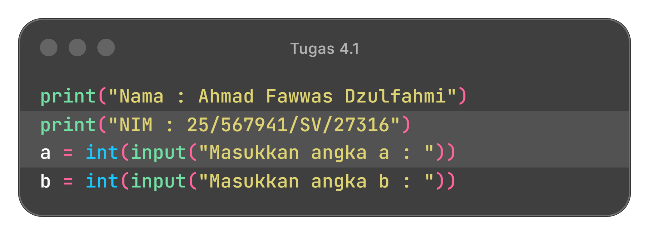 Tugas 4.1
print("Nama : Ahmad Fawwas Dzulfahmi")
print("NIM : 25/567941/SV/27316")
a = int(input("Masukkan angka a : "))
b = int(input("Masukkan angka b : "))